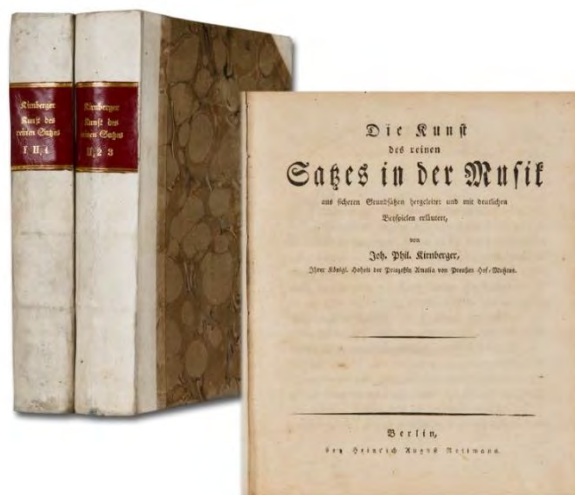 Kirnberger
Kunst des
reinen Satzes
I II, 1
Kirnberger
Kunst des
reinen Satzes
II, 2 3
Die Kunst
des reinen
Satzes in der Musik
aus sicheren Grundsätzen hergeleitet und mit deutlichen
Beyspielen erläutert,
von
Joh. Phil. Kirnberger,
Ihrer Königl. Hoheit der Prinzeßin Amalia von Preußen Hof-Musicus.
Berlin,
bey Heinrich August Rottmann.